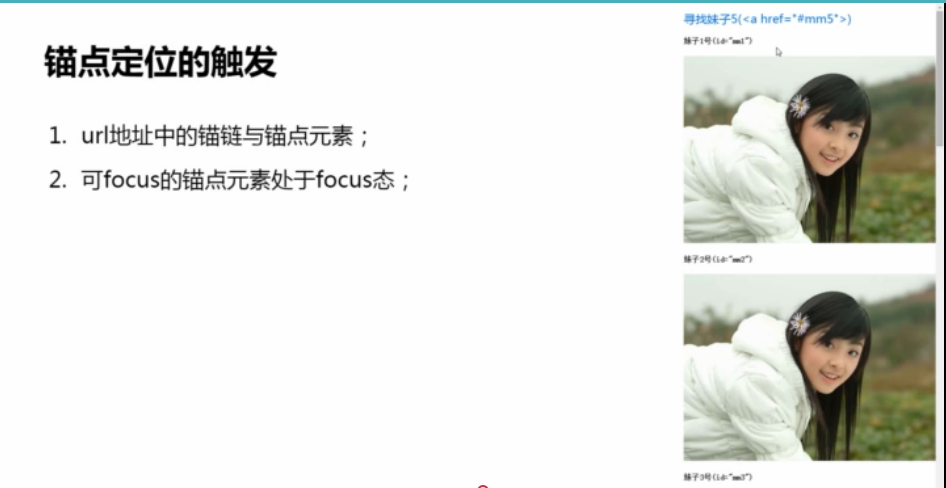 锚点定位的触发
1. url地址中的锚链与锚点元素；
2. 可focus的锚点元素处于focus态；
寻找妹子5(<a href="#mm5">)
妹子1号(id="mm1")
妹子2号(id="mm2")
妹子3号(id="mm3")